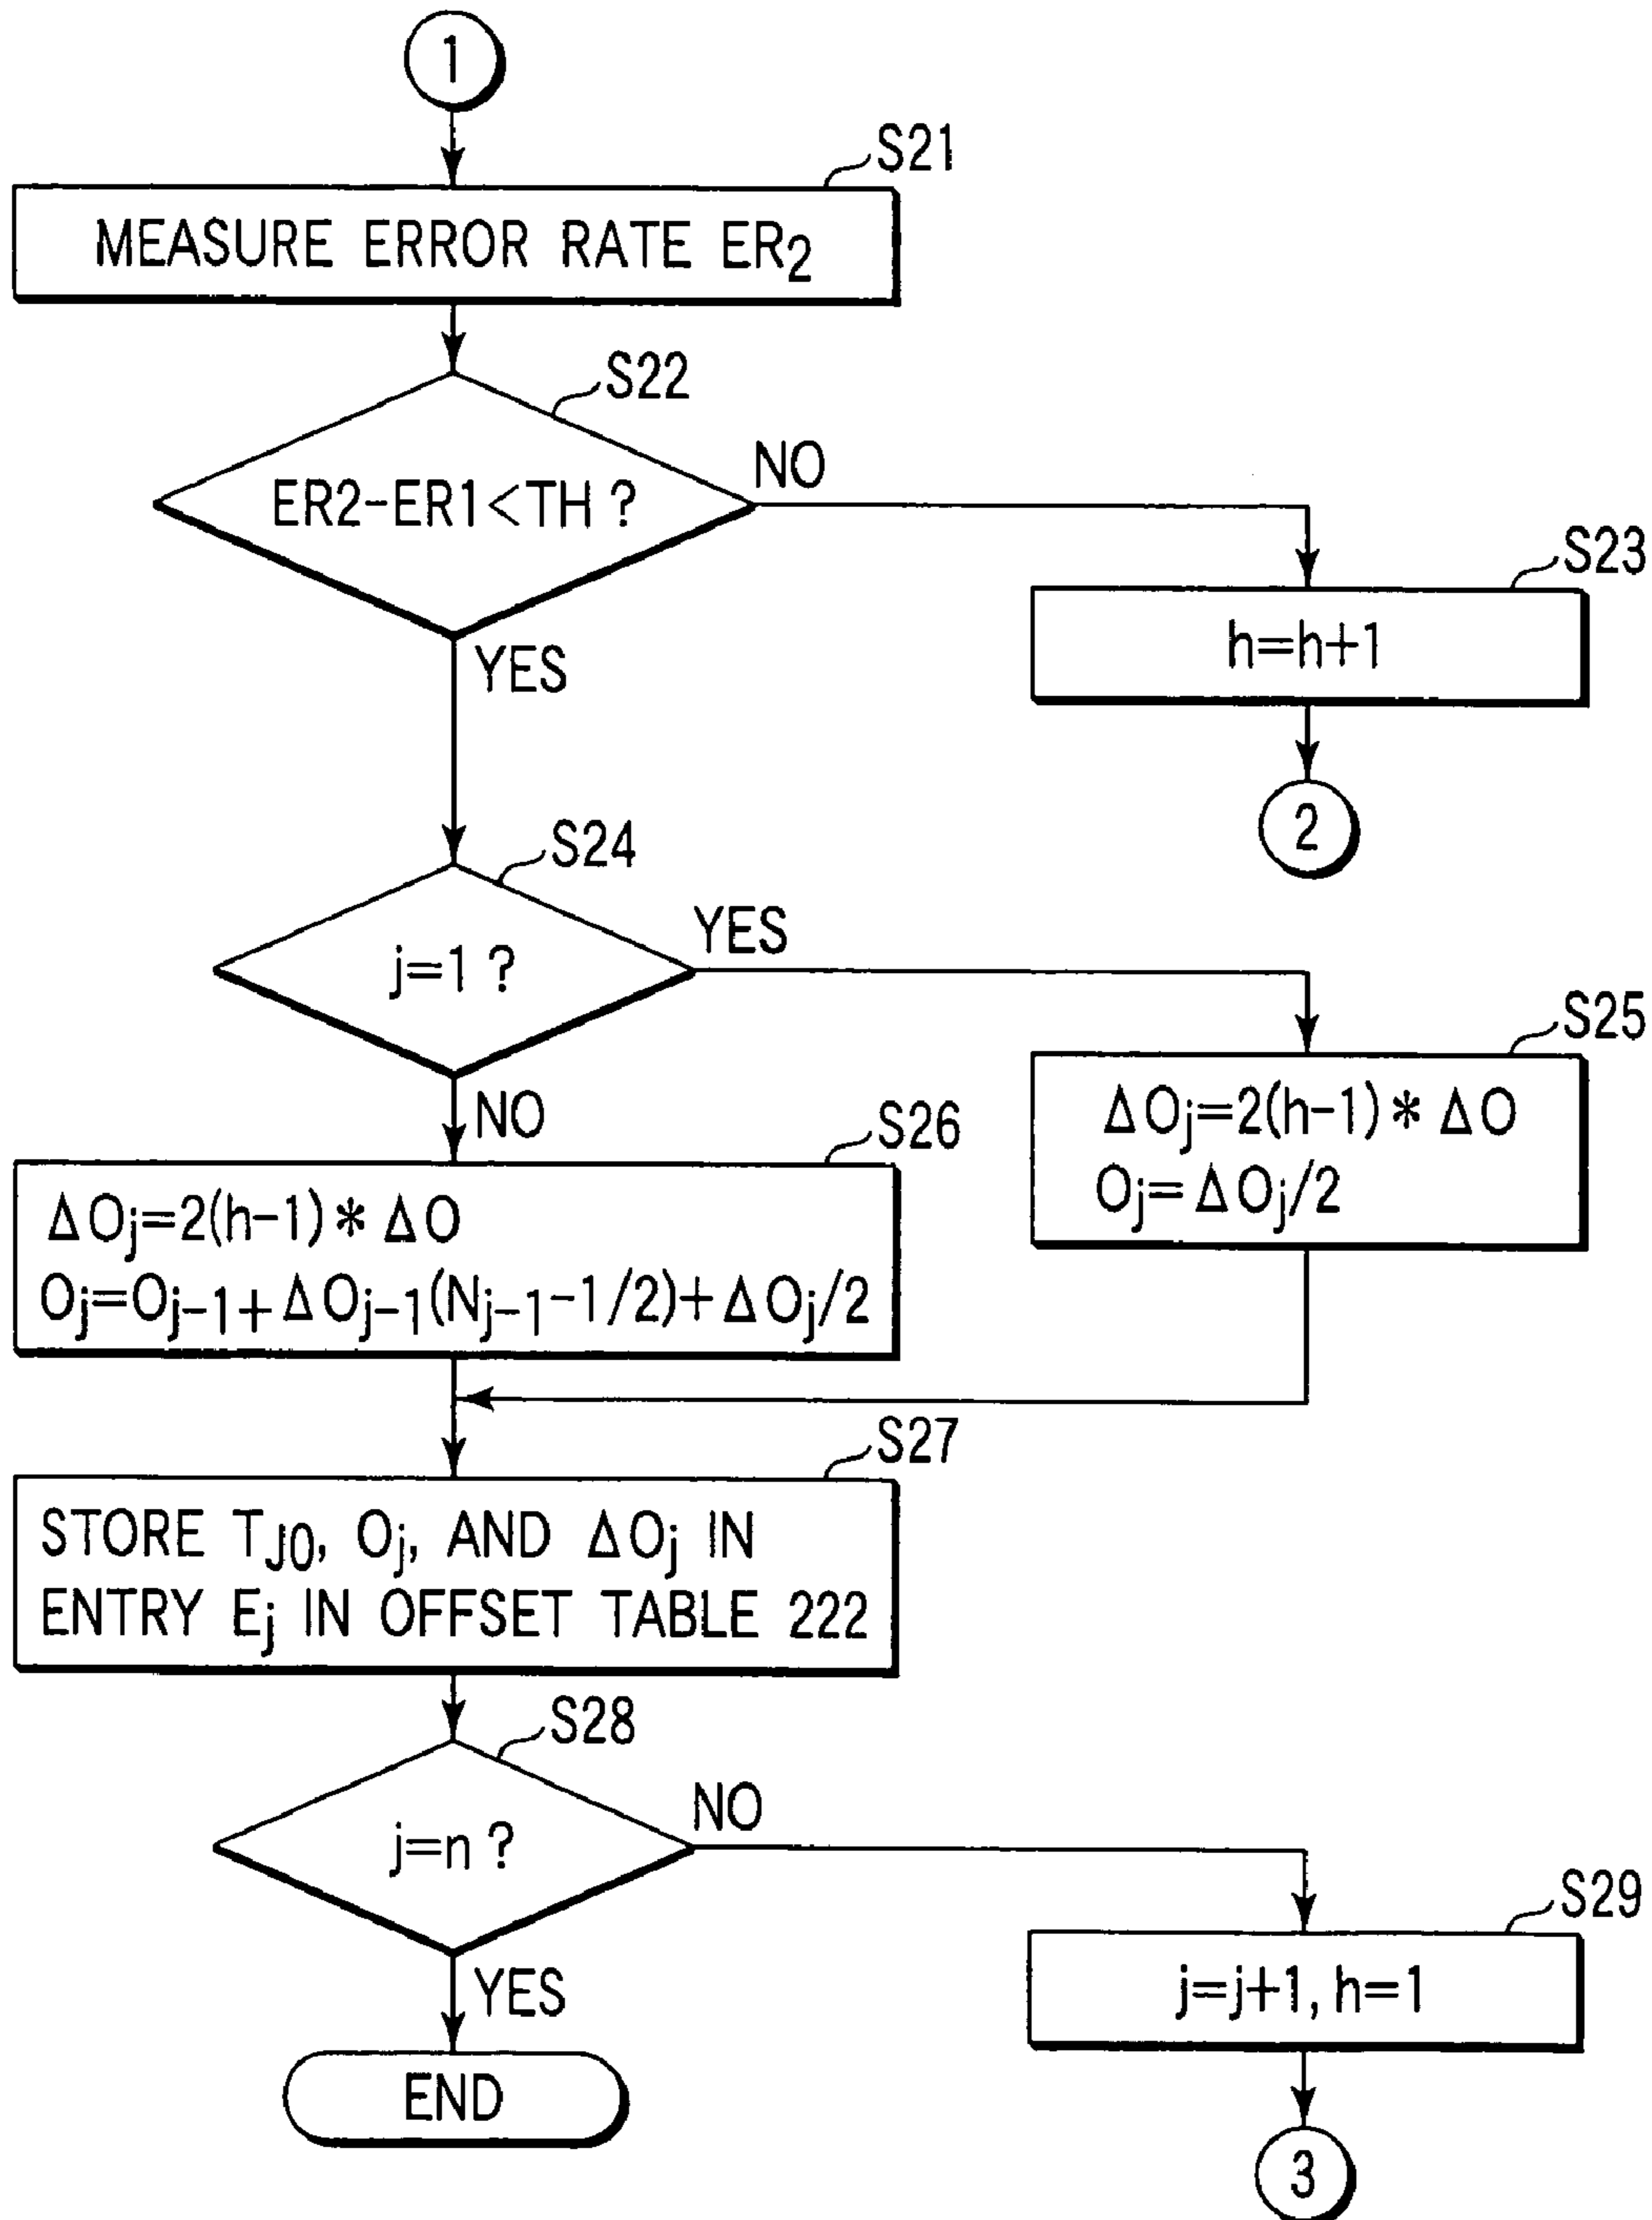 1
S21
MEASURE ERROR RATE ER2
S22
ER2-ER1<TH ?
NO
YES
S23
h=h+1
2
S24
j=1 ?
YES
NO
S25
ΔOj=2(h-1)* ΔO
Oj=ΔOj/2
S26
ΔOj=2(h-1)* ΔO
Oj=Oj-1+ΔOj-1(Nj-1-1/2)+ΔOj/2
S27
STORE TJ0, Oj, AND ΔOj IN
ENTRY Ej IN OFFSET TABLE 222
S28
j=n ?
NO
YES
S29
j=j+1, h=1
END
3